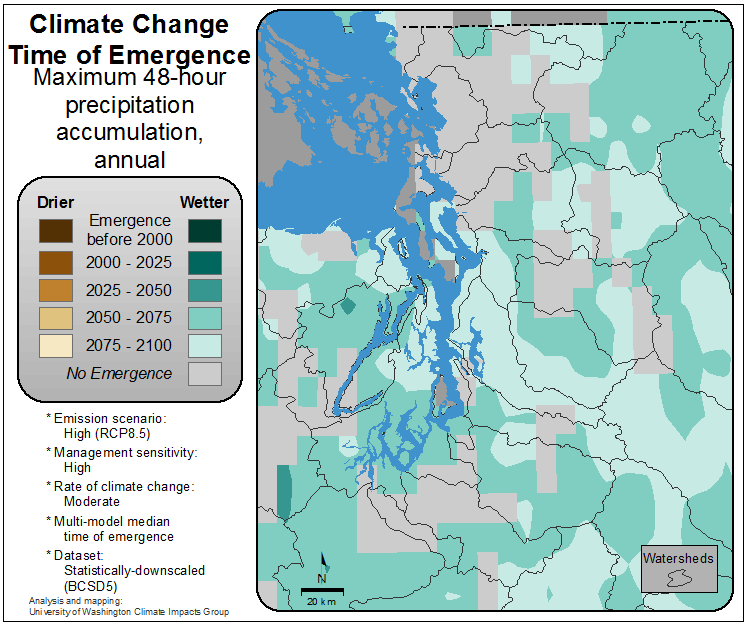 Climate Change
Time of Emergence
Maximum 48-hour
precipitation
accumulation,
annual
Drier Wetter
Emergence
before 2000
2000 - 2025
2025 - 2050
2050 - 2075
2075 - 2100
No Emergence
* Emission scenario:
High (RCP8.5)
* Management sensitivity:
High
* Rate of climate change:
Moderate
* Multi-model median
time of emergence
* Dataset:
Statistically-downscaled
(BCSD5)
Analysis and mapping:
University of Washington Climate Impacts Group
N
20 km
Watersheds